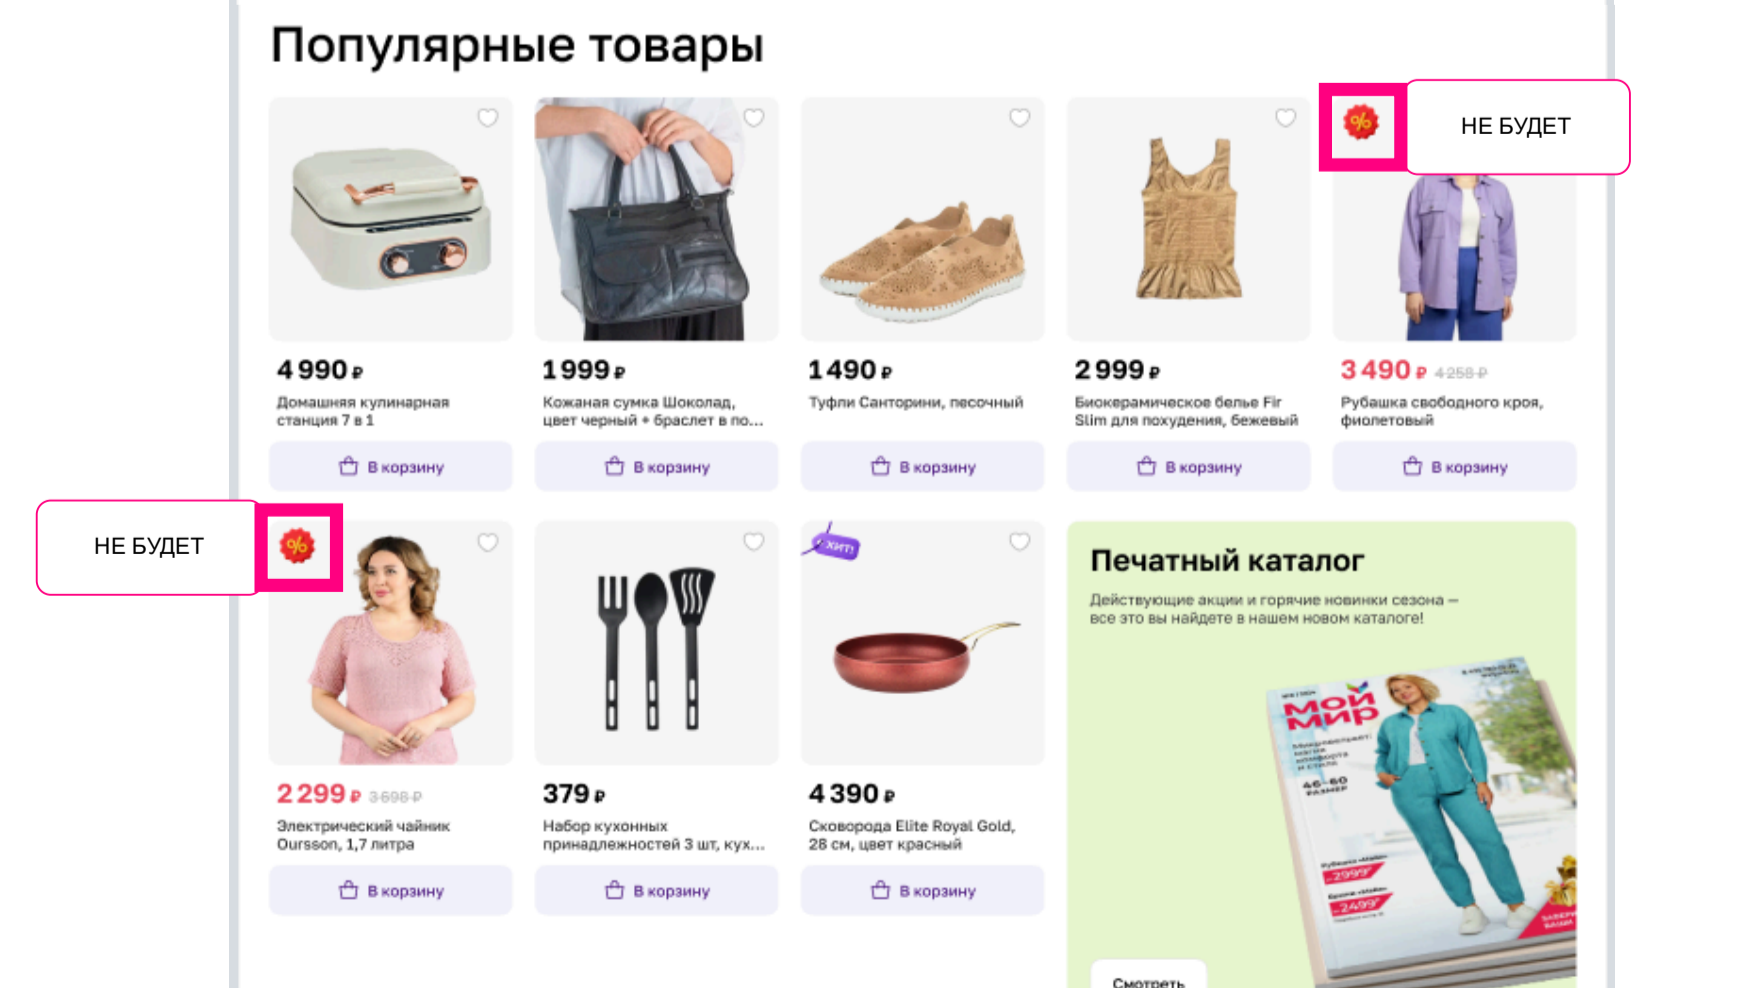 Популярные товары
%
НЕ БУДЕТ
4 990 ₽
Домашняя кулинарная
станция 7 в 1
В корзину
1 999 ₽
Кожаная сумка Шоколад,
цвет черный + браслет в по...
В корзину
1 490 ₽
Туфли Санторини, песочный
В корзину
2 999 ₽
Биокерамическое белье Fir
Slim для похудения, бежевый
В корзину
3 490 ₽ 4 258 ₽
Рубашка свободного кроя,
фиолетовый
В корзину
НЕ БУДЕТ
%
2 299 ₽ 3 698 ₽
Электрический чайник
Oursson, 1,7 литра
В корзину
379 ₽
Набор кухонных
принадлежностей 3 шт, кух...
В корзину
ХИТ!
4 390 ₽
Сковорода Elite Royal Gold,
28 см, цвет красный
В корзину
Печатный каталог
Действующие акции и горячие новинки сезона —
все это вы найдете в нашем новом каталоге!
мой
мир
46-60
РАЗМЕР
2999
2499
Смотреть